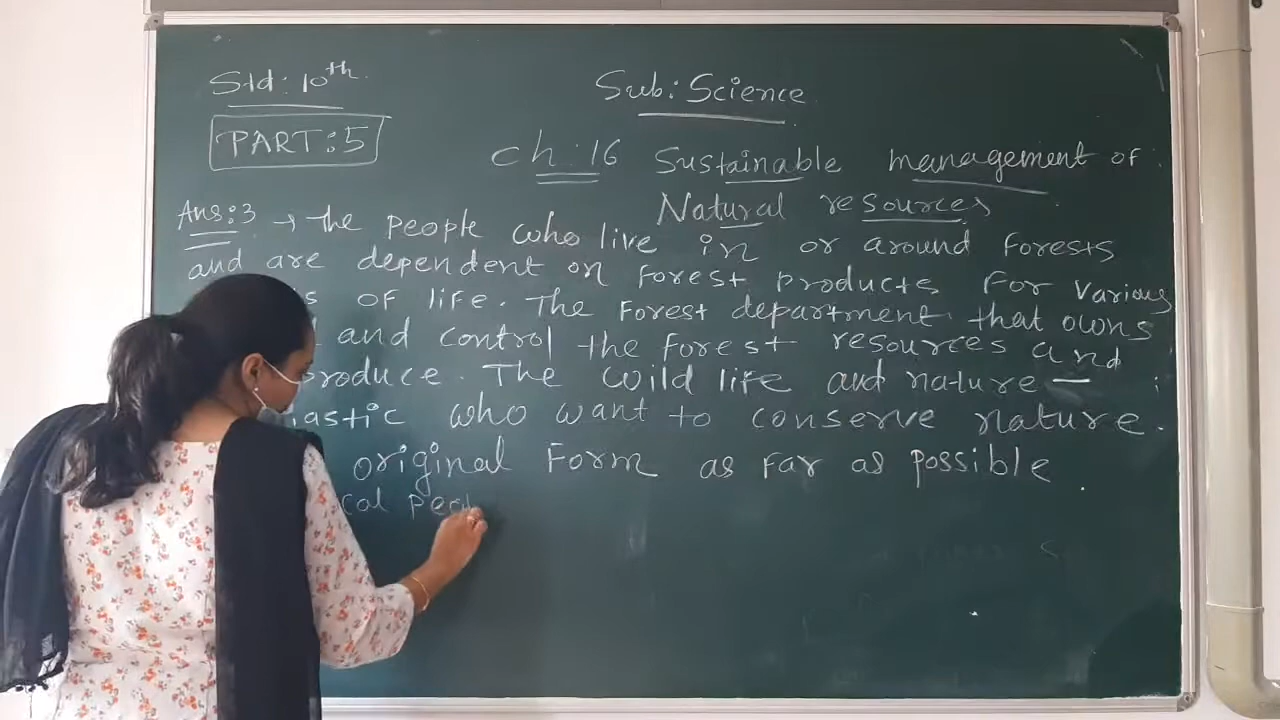 Std: 10th.
Sub: Science
PART: 5
ch: 16 Sustainable management of
Natural resources
Ans: 3 → The people who live in or around forests
and are dependent on forest products for various
of life. The forest department that owns
and control the forest resources and
produce. The wild life and nature –
who want to conserve nature.
original form as far as possible